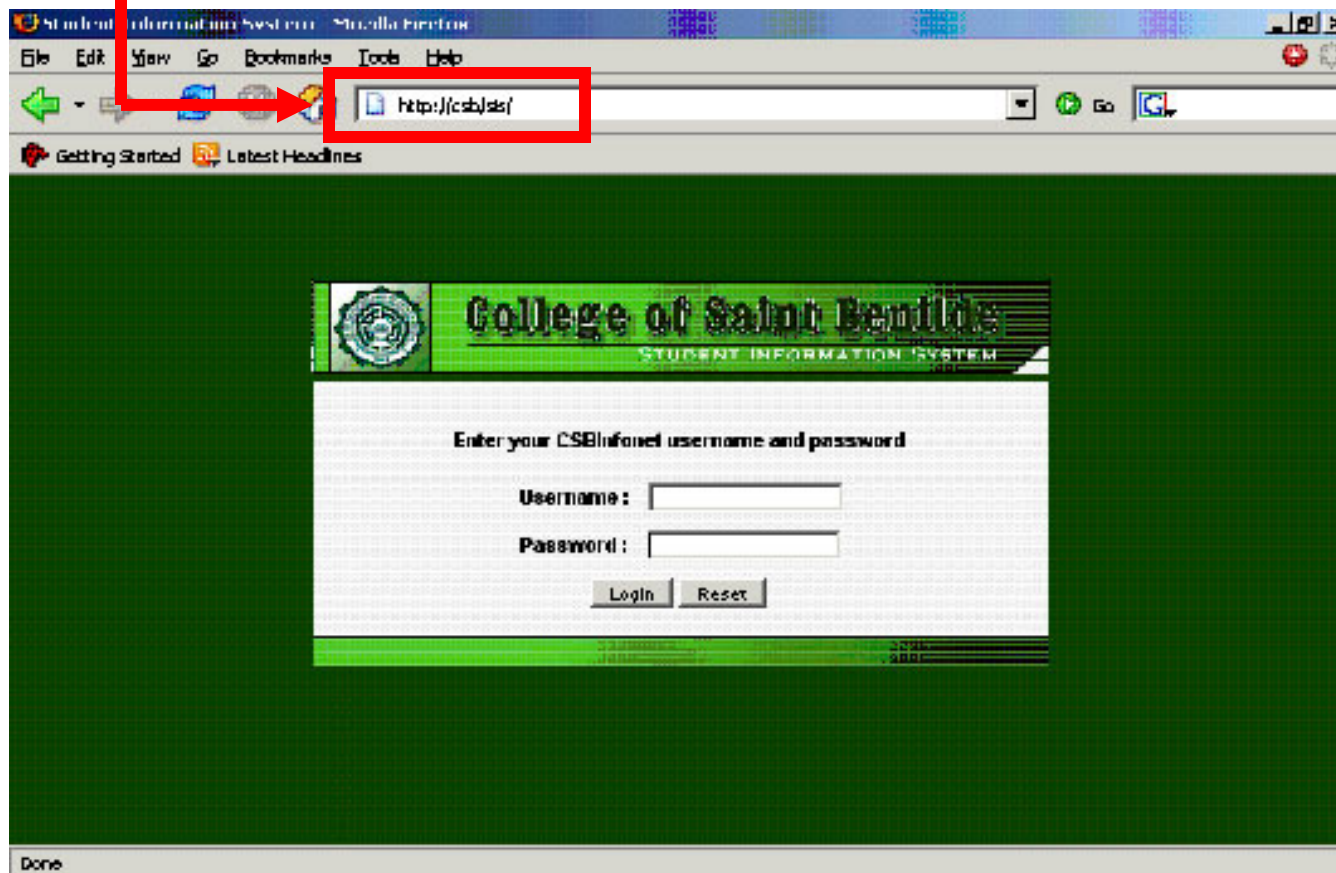 Student Information System - Mozilla Firefox
File Edit View Go Bookmarks Tools Help
http://csb/sis/
Go
G
Getting Started Latest Headlines
College of Saint Benilde
STUDENT INFORMATION SYSTEM
Enter your CSBInfonet username and password
Username :
Password :
Login Reset
Done